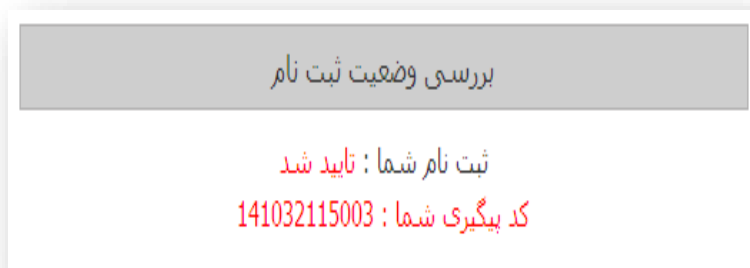 بررسی وضعیت ثبت نام
ثبت نام شما : تایید شد
کد پیگیری شما : 141032115003